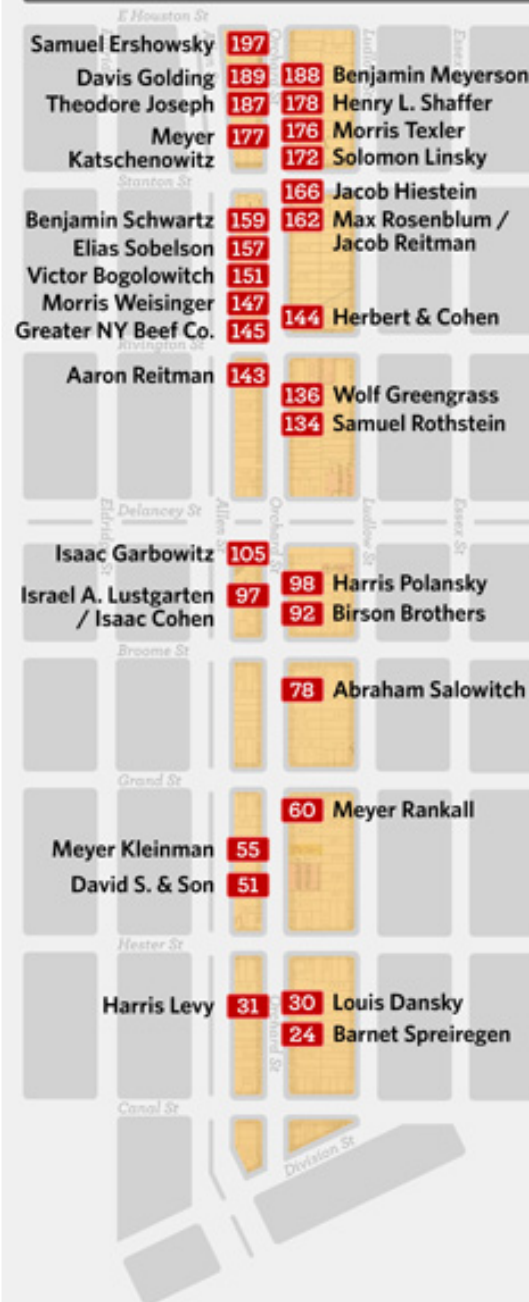 E Houston St
Samuel Ershowsky 197
Davis Golding 189
188 Benjamin Meyerson
Theodore Joseph 187
178 Henry L. Shaffer
Meyer
Katschenowitz 177
176 Morris Texler
172 Solomon Linsky
Orchard St
Essex
Stanton St
166 Jacob Hiestein
Benjamin Schwartz 159
162 Max Rosenblum /
Jacob Reitman
Elias Sobelson 157
Victor Bogolowitch 151
Morris Weisinger 147
144 Herbert & Cohen
Greater NY Beef Co. 145
Rivington St
Aaron Reitman 143
136 Wolf Greengrass
134 Samuel Rothstein
Delancey St
Eldridge St
Allen St
Orchard St
Ludlow St
Essex St
Isaac Garbowitz 105
98 Harris Polansky
Israel A. Lustgarten
/ Isaac Cohen 97
92 Birson Brothers
Broome St
78 Abraham Salowitch
Grand St
60 Meyer Rankall
Meyer Kleinman 55
David S. & Son 51
Hester St
Harris Levy 31
30 Louis Dansky
24 Barnet Spreiregen
Orchard St
Canal St
Division St